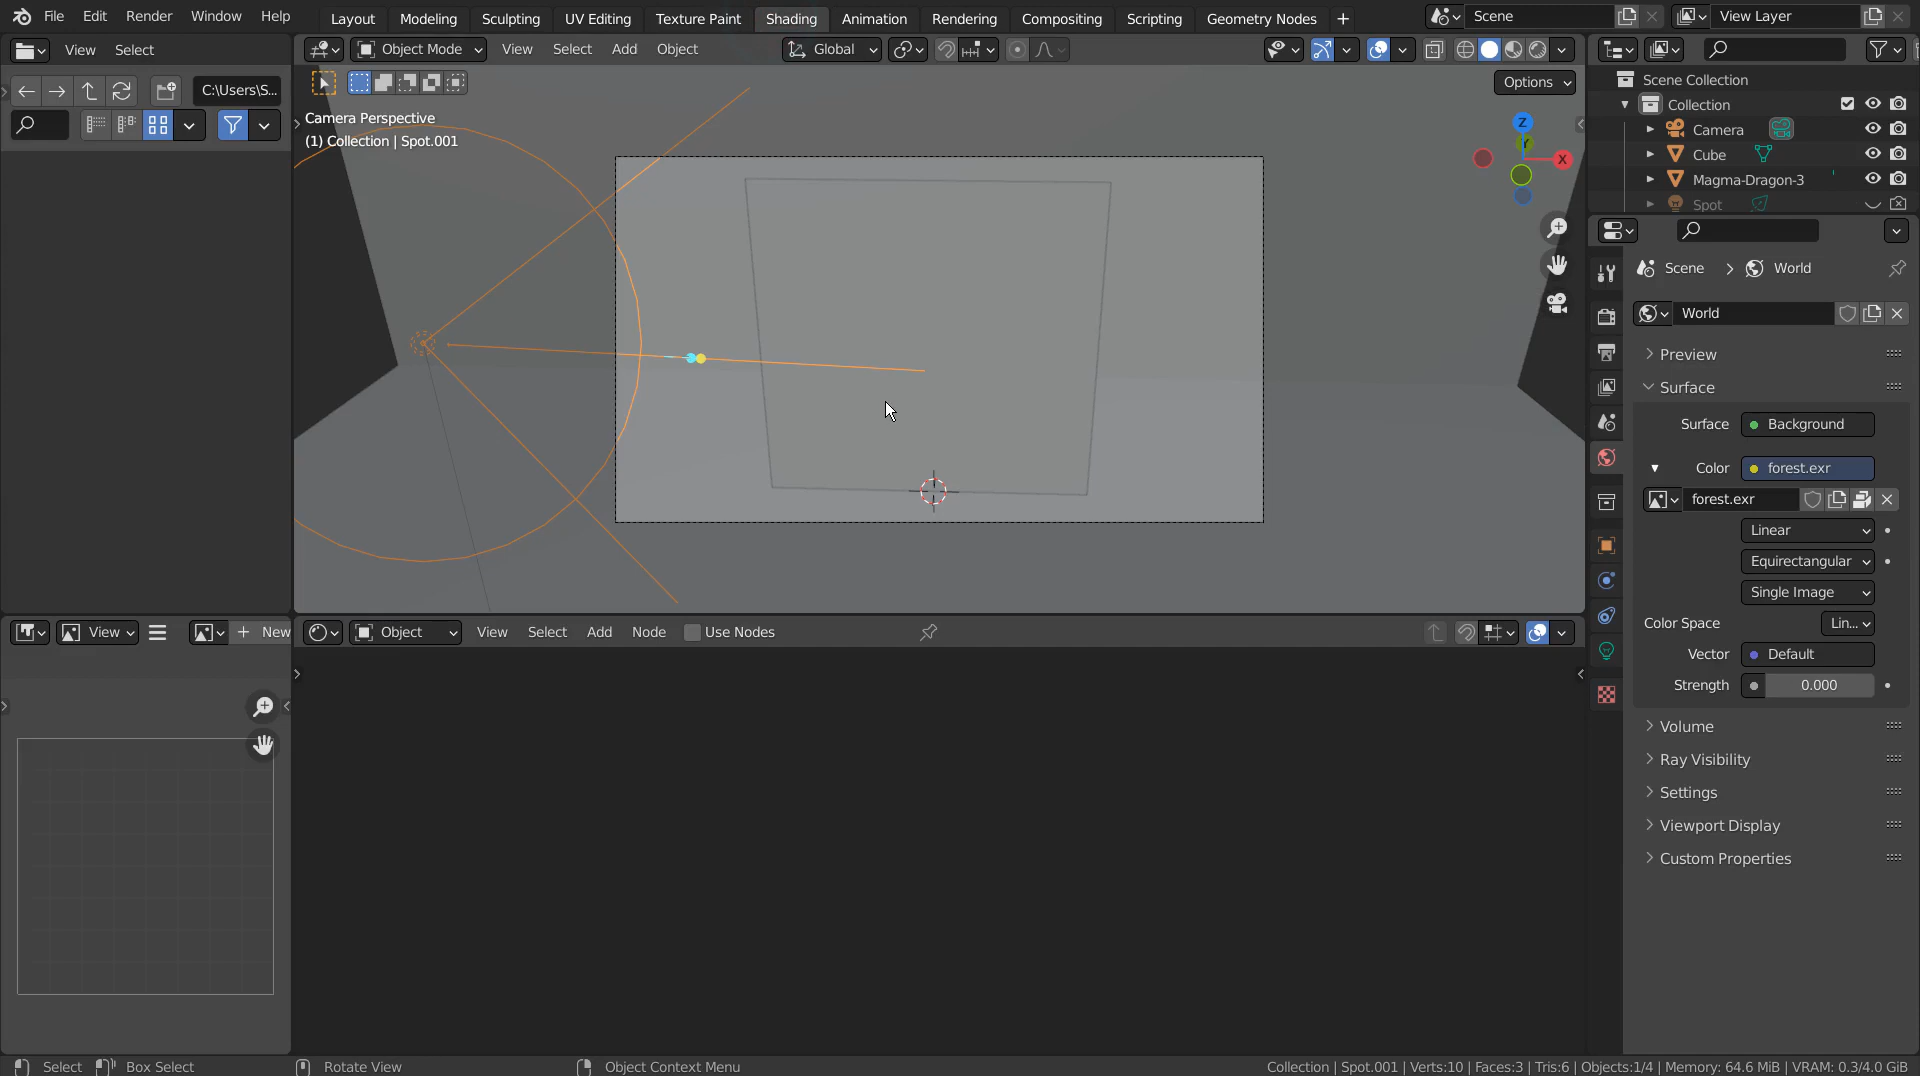 File Edit Render Window Help Layout Modeling Sculpting UV Editing Texture Paint Shading Animation Rendering Compositing Scripting Geometry Nodes + Scene View Layer
View Select
Object Mode View Select Add Object Global
C:\Users\S...
Options
Camera Perspective
(1) Collection | Spot.001
Z
Y
X
Scene Collection
Collection
Camera
Cube
Magma-Dragon-3
Spot
Scene > World
World
Preview
Surface
Surface Background
Color forest.exr
forest.exr
Linear
Equirectangular
Single Image
Color Space Lin...
Vector Default
Strength 0.000
Volume
Ray Visibility
Settings
Viewport Display
Custom Properties
View + New
Object View Select Add Node Use Nodes
Select Box Select Rotate View Object Context Menu Collection | Spot.001 | Verts:10 | Faces:3 | Tris:6 | Objects:1/4 | Memory: 64.6 MiB | VRAM: 0.3/4.0 GiB